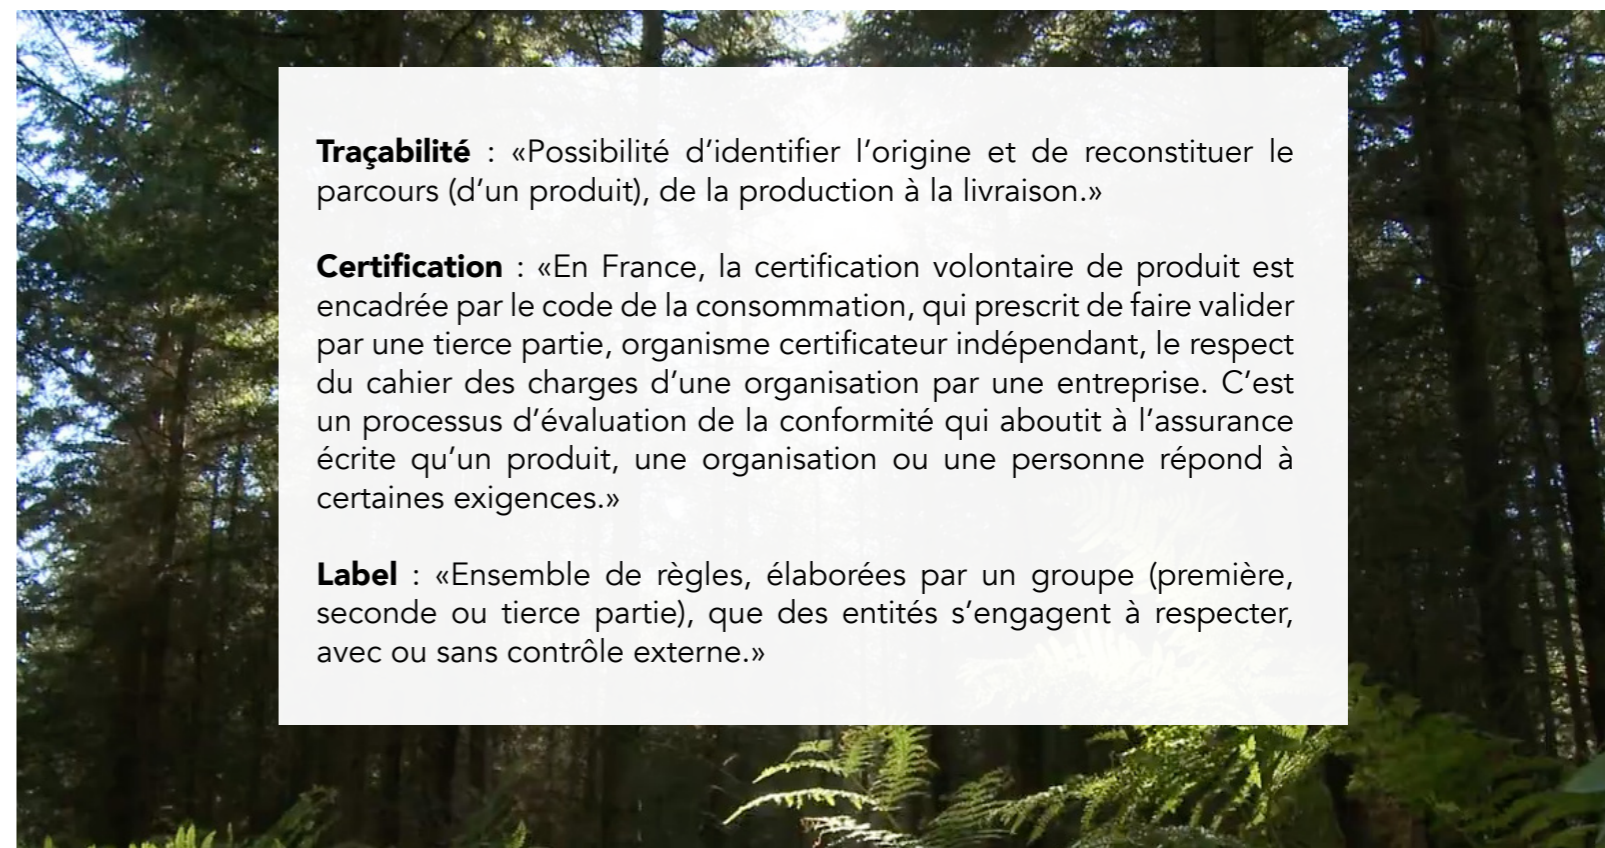 Traçabilité : «Possibilité d’identifier l’origine et de reconstituer le
parcours (d’un produit), de la production à la livraison.»
Certification : «En France, la certification volontaire de produit est
encadrée par le code de la consommation, qui prescrit de faire valider
par une tierce partie, organisme certificateur indépendant, le respect
du cahier des charges d’une organisation par une entreprise. C’est
un processus d’évaluation de la conformité qui aboutit à l’assurance
écrite qu’un produit, une organisation ou une personne répond à
certaines exigences.»
Label : «Ensemble de règles, élaborées par un groupe (première,
seconde ou tierce partie), que des entités s’engagent à respecter,
avec ou sans contrôle externe.»